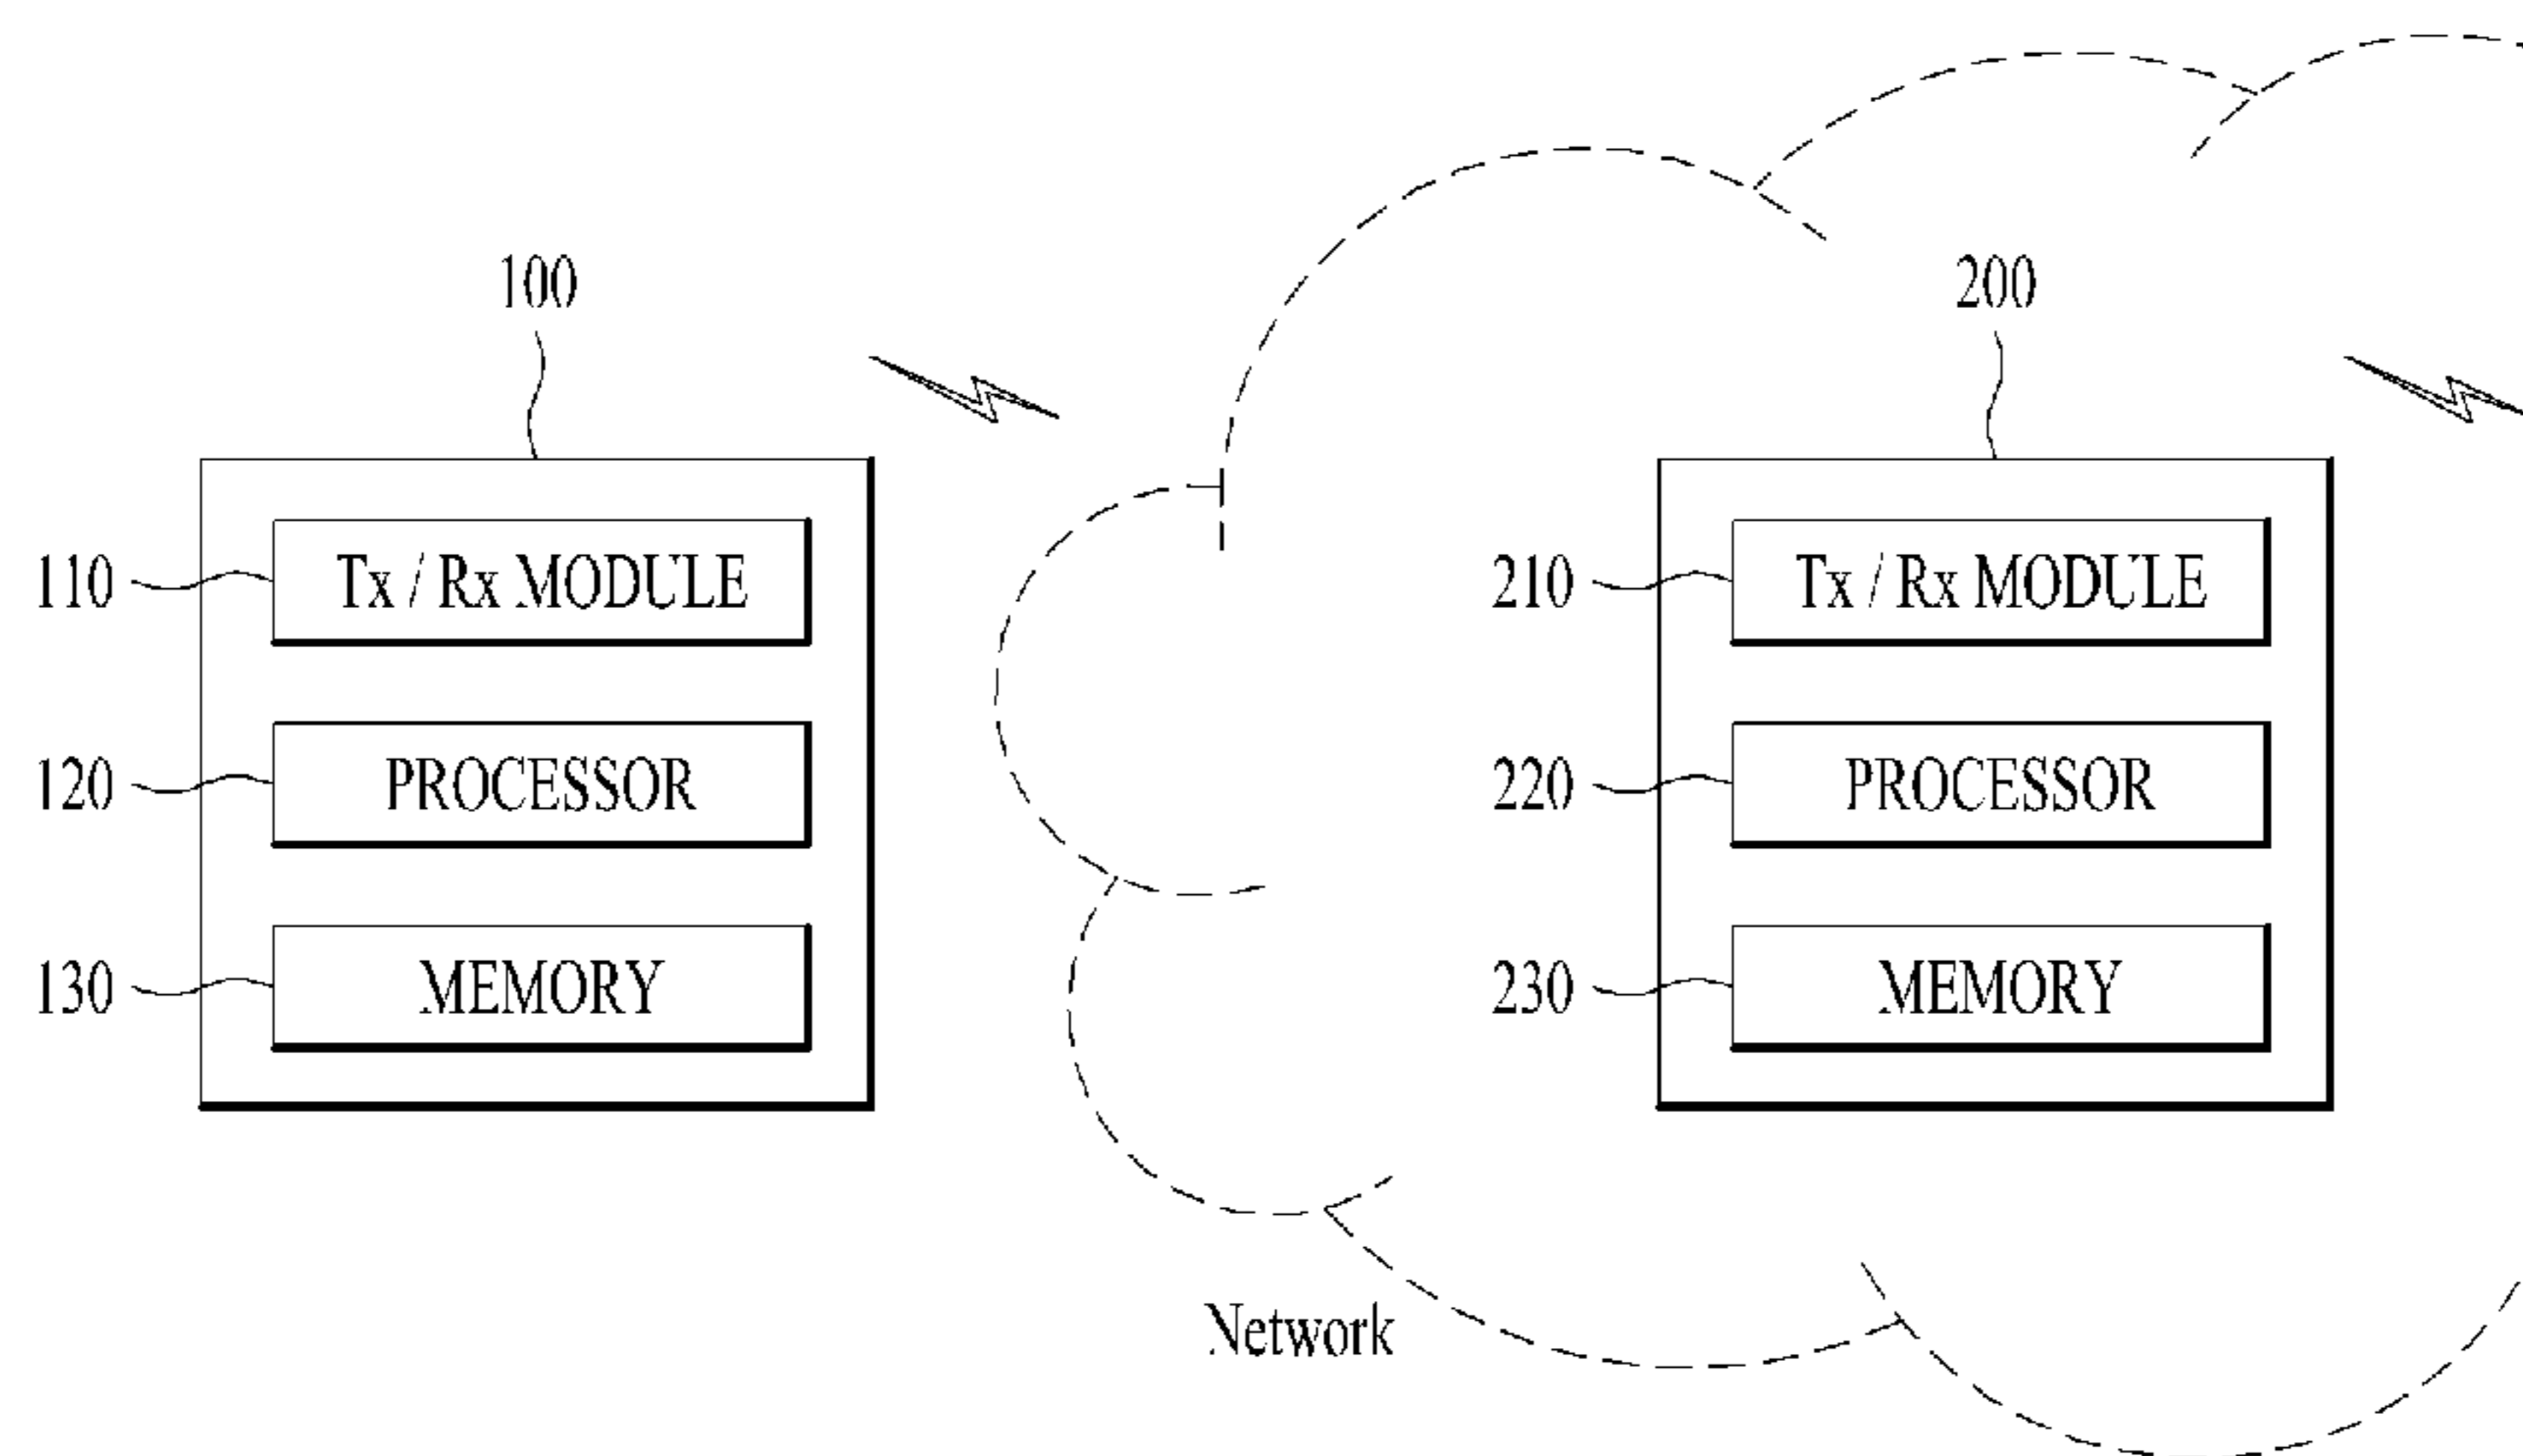 100
200
110
Tx / Rx MODULE
210
Tx / Rx MODULE
120
PROCESSOR
220
PROCESSOR
130
MEMORY
230
MEMORY
Network